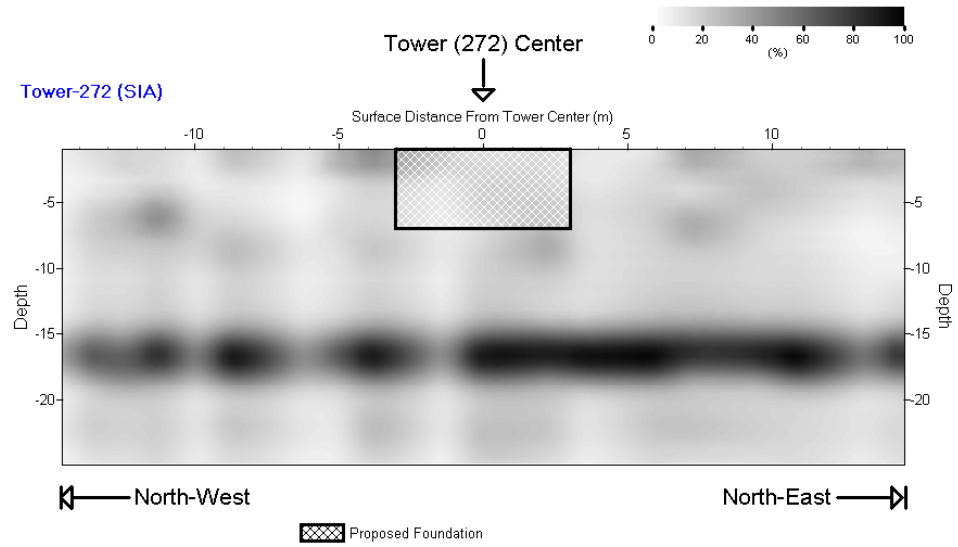 0 20 40 60 80 100
(%)
Tower (272) Center
Tower-272 (SIA)
Surface Distance From Tower Center (m)
-10 -5 0 5 10
-5 -5
-10 -10
Depth Depth
-15 -15
-20 -20
North-West North-East
Proposed Foundation